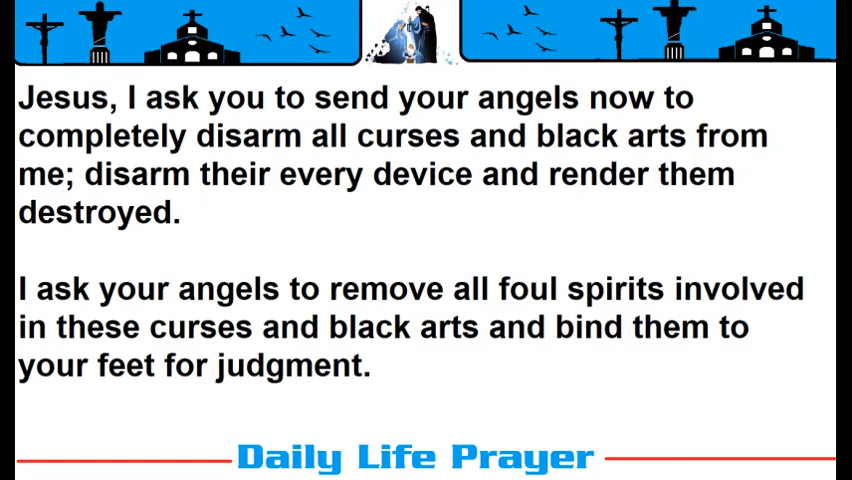 Jesus, I ask you to send your angels now to
completely disarm all curses and black arts from
me; disarm their every device and render them
destroyed.
I ask your angels to remove all foul spirits involved
in these curses and black arts and bind them to
your feet for judgment.
Daily Life Prayer